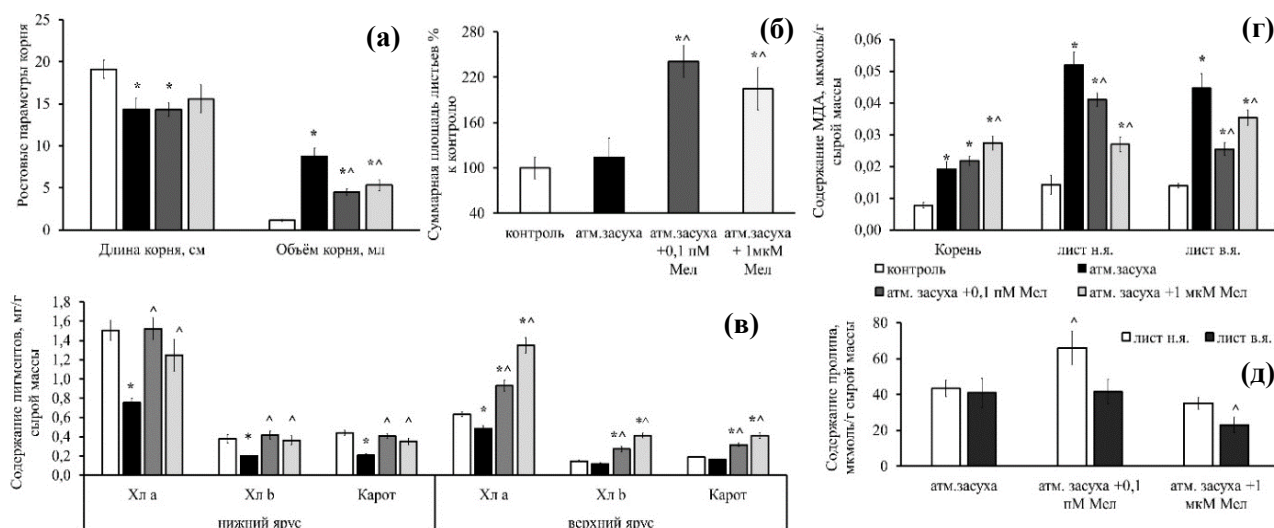 (а)
Ростовые параметры корня
25
20
15
10
5
0
*
*
*
*^
*^
Длина корня, см
Объём корня, мл
(б)
Суммарная площадь листьев %
к контролю
280
220
160
100
40
*^
*^
контроль
атм.засуха
атм.засуха
+0,1 пМ
Мел
атм.засуха
+ 1мкМ
Мел
(г)
Содержание МДА, мкмоль/г
сырой массы
0,06
0,05
0,04
0,03
0,02
0,01
0,00
*
*
*^
*
*^
*^
*
*^
*^
Корень
лист н.я.
лист в.я.
контроль
атм.засуха
атм. засуха +0,1 пМ Мел
атм. засуха +1 мкМ Мел
(в)
Содержание пигментов, мг/г
сырой массы
1,8
1,6
1,4
1,2
1,0
0,8
0,6
0,4
0,2
0,0
*
^
^
*
^
^
*
^
^
*
*^
*^
*^
*^
*^
*^
Хл a
Хл b
Карот
Хл a
Хл b
Карот
нижний ярус
верхний ярус
(д)
Содержание пролина,
мкмоль/г сырой массы
80
60
40
20
0
^
^
лист н.я.
лист в.я.
атм.засуха
атм. засуха +0,1
пМ Мел
атм. засуха +1
мкМ Мел